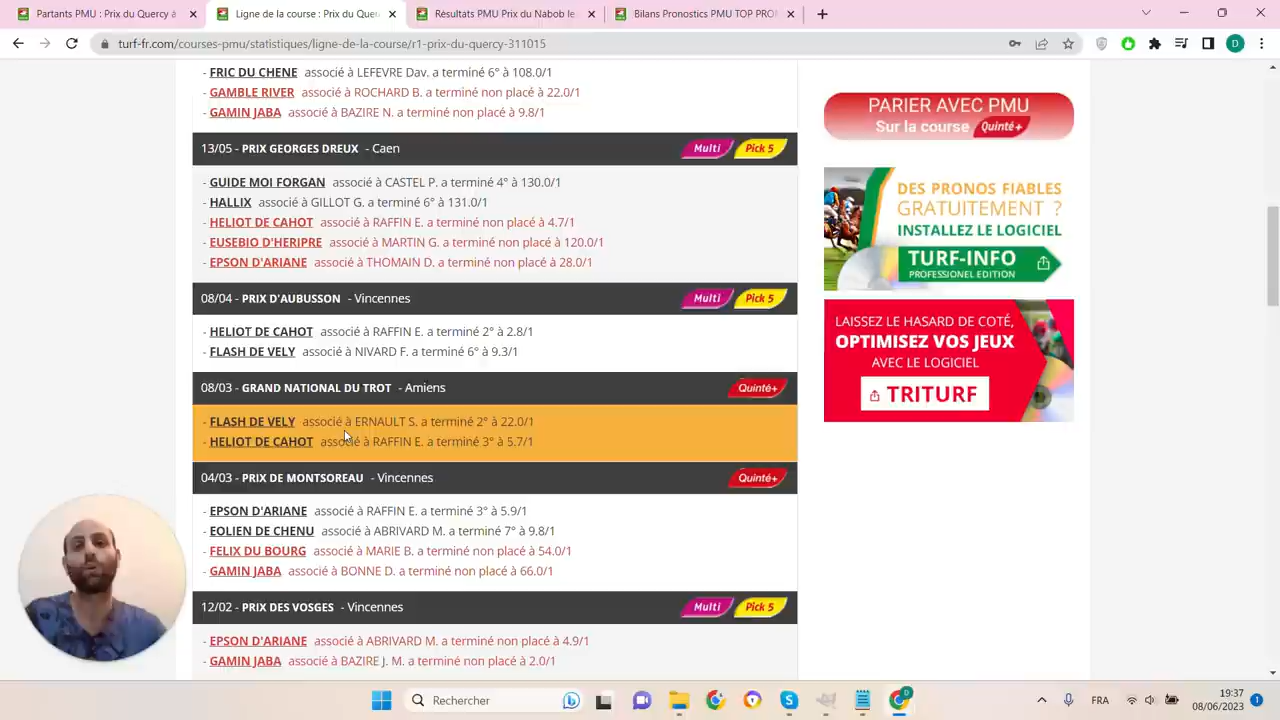 Partants PMU : Prix du Quercy à
Ligne de la course : Prix du Que
Résultats PMU du Prix du Nabob le
Bilans Pronostics PMU TOP PRON
turf-fr.com/courses-pmu/statistiques/ligne-de-la-course/r1-prix-du-quercy-311015
D
- FRIC DU CHENE associé à LEFEVRE Dav. a terminé 6° à 108.0/1
- GAMBLE RIVER associé à ROCHARD B. a terminé non placé à 22.0/1
- GAMIN JABA associé à BAZIRE N. a terminé non placé à 9.8/1
13/05 - PRIX GEORGES DREUX - Caen Multi Pick 5
- GUIDE MOI FORGAN associé à CASTEL P. a terminé 4° à 130.0/1
- HALLIX associé à GILLOT G. a terminé 6° à 131.0/1
- HELIOT DE CAHOT associé à RAFFIN E. a terminé non placé à 4.7/1
- EUSEBIO D'HERIPRE associé à MARTIN G. a terminé non placé à 120.0/1
- EPSON D'ARIANE associé à THOMAIN D. a terminé non placé à 28.0/1
08/04 - PRIX D'AUBUSSON - Vincennes Multi Pick 5
- HELIOT DE CAHOT associé à RAFFIN E. a terminé 2° à 2.8/1
- FLASH DE VELY associé à NIVARD F. a terminé 6° à 9.3/1
08/03 - GRAND NATIONAL DU TROT - Amiens Quinté+
- FLASH DE VELY associé à ERNAULT S. a terminé 2° à 22.0/1
- HELIOT DE CAHOT associé à RAFFIN E. a terminé 3° à 5.7/1
04/03 - PRIX DE MONTSOREAU - Vincennes Quinté+
- EPSON D'ARIANE associé à RAFFIN E. a terminé 3° à 5.9/1
- EOLIEN DE CHENU associé à ABRIVARD M. a terminé 7° à 9.8/1
- FELIX DU BOURG associé à MARIE B. a terminé non placé à 54.0/1
- GAMIN JABA associé à BONNE D. a terminé non placé à 66.0/1
12/02 - PRIX DES VOSGES - Vincennes Multi Pick 5
- EPSON D'ARIANE associé à ABRIVARD M. a terminé non placé à 4.9/1
- GAMIN JABA associé à BAZIRE J. M. a terminé non placé à 2.0/1
PARIER AVEC PMU
Sur la course Quinté+
DES PRONOS FIABLES
GRATUITEMENT ?
INSTALLEZ LE LOGICIEL
TURF-INFO
PROFESSIONEL EDITION
LAISSEZ LE HASARD DE COTÉ,
OPTIMISEZ VOS JEUX
AVEC LE LOGICIEL
TRITURF
Rechercher
D
FRA
19:37
08/06/2023